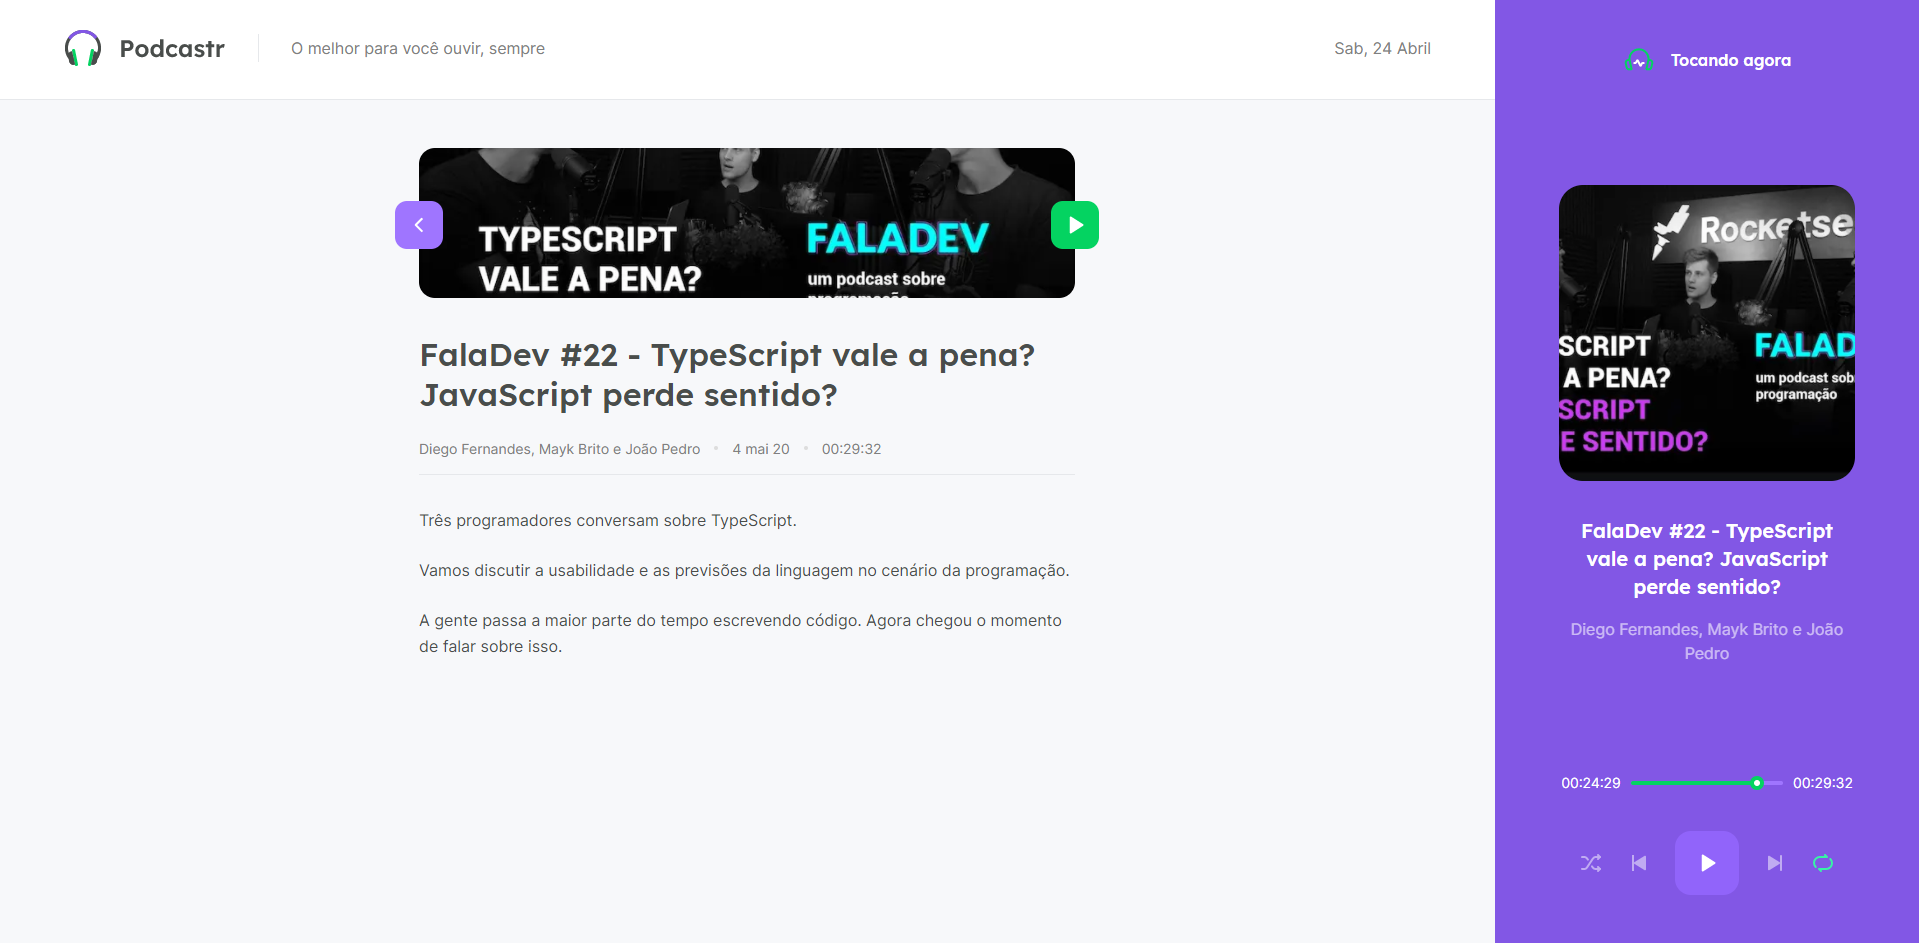 Podcastr
O melhor para você ouvir, sempre
Sab, 24 Abril
TYPESCRIPT
VALE A PENA?
FALADEV
um podcast sobre
programação
FalaDev #22 - TypeScript vale a pena?
JavaScript perde sentido?
Diego Fernandes, Mayk Brito e João Pedro • 4 mai 20 • 00:29:32
Três programadores conversam sobre TypeScript.
Vamos discutir a usabilidade e as previsões da linguagem no cenário da programação.
A gente passa a maior parte do tempo escrevendo código. Agora chegou o momento
de falar sobre isso.
Tocando agora
Rocketse
SCRIPT
A PENA?
SCRIPT
E SENTIDO?
FALAD
um podcast sob
programação
FalaDev #22 - TypeScript
vale a pena? JavaScript
perde sentido?
Diego Fernandes, Mayk Brito e João
Pedro
00:24:29
00:29:32